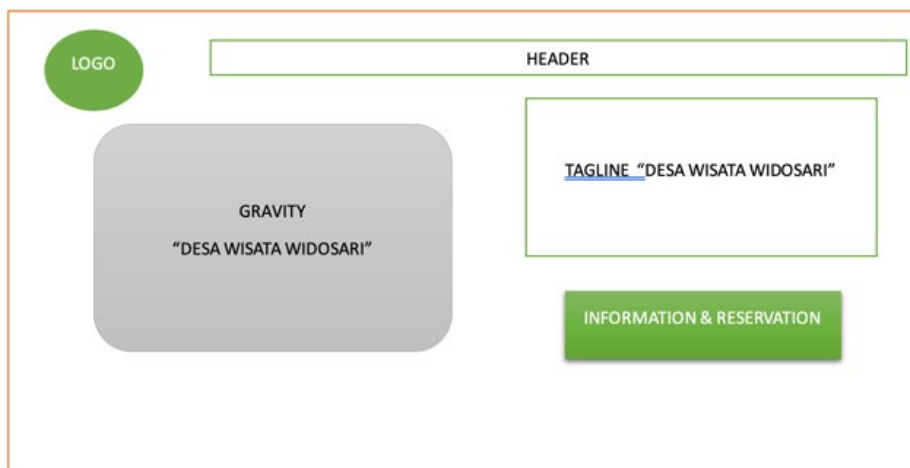 LOGO
HEADER
TAGLINE “DESA WISATA WIDOSARI”
GRAVITY
“DESA WISATA WIDOSARI”
INFORMATION & RESERVATION